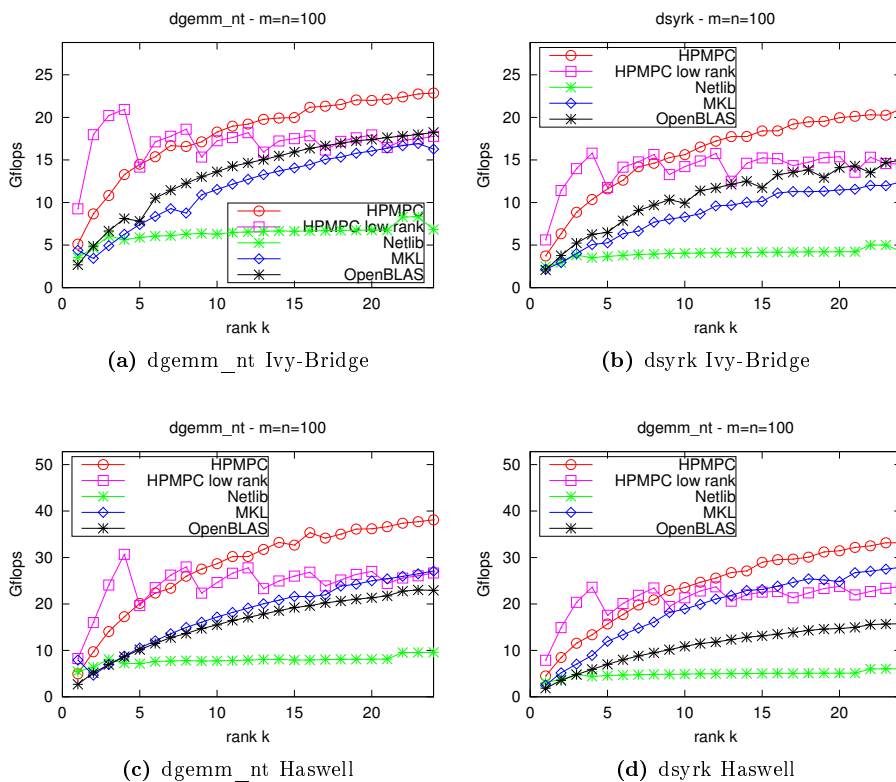 dgemm_nt - m=n=100
Gflops
25
20
15
10
5
0
HPMPC
HPMPC low rank
Netlib
MKL
OpenBLAS
0 5 10 15 20
rank k
(a) dgemm_nt Ivy-Bridge
dsyrk - m=n=100
Gflops
25
20
15
10
5
0
HPMPC
HPMPC low rank
Netlib
MKL
OpenBLAS
0 5 10 15 20
rank k
(b) dsyrk Ivy-Bridge
dgemm_nt - m=n=100
Gflops
50
40
30
20
10
0
HPMPC
HPMPC low rank
Netlib
MKL
OpenBLAS
0 5 10 15 20
rank k
(c) dgemm_nt Haswell
dgemm_nt - m=n=100
Gflops
50
40
30
20
10
0
HPMPC
HPMPC low rank
Netlib
MKL
OpenBLAS
0 5 10 15 20
rank k
(d) dsyrk Haswell